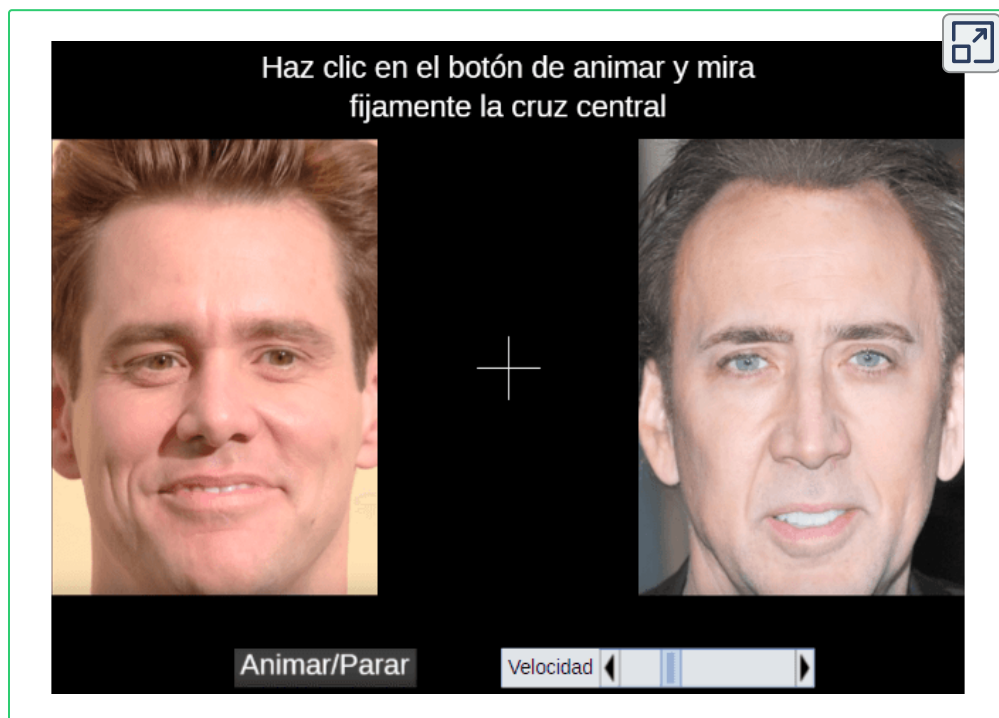 Haz clic en el botón de animar y mira
fijamente la cruz central
Animar/Parar
Velocidad